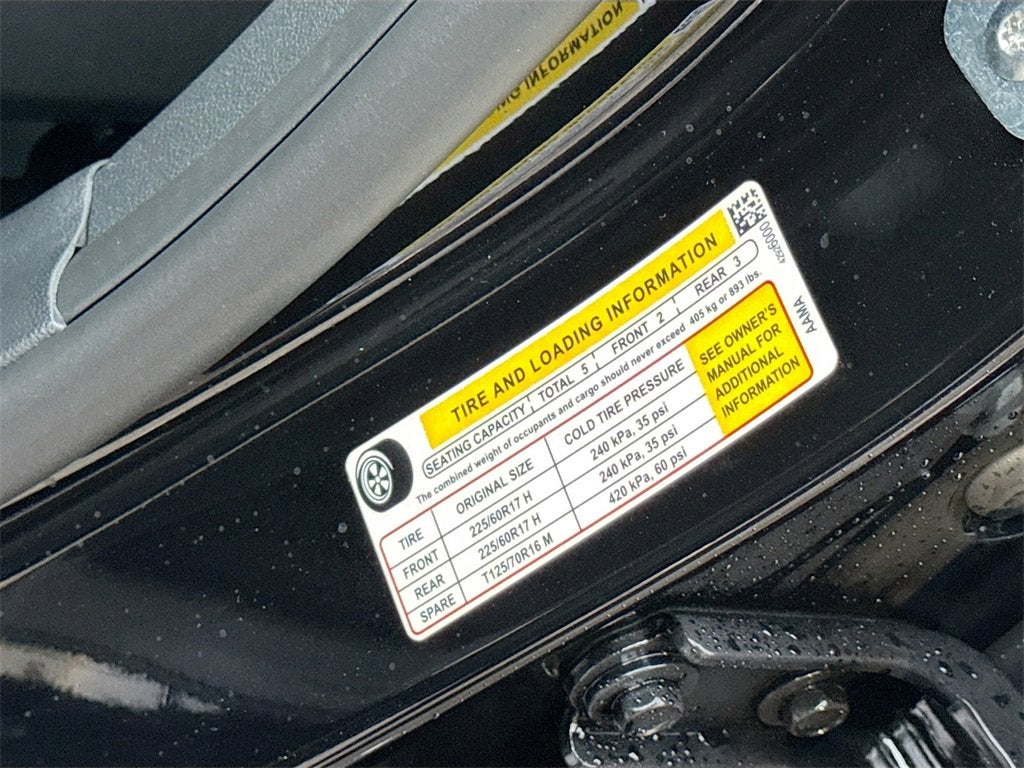 NG INFORMATION
TIRE AND LOADING INFORMATION
SEATING CAPACITY TOTAL 5 FRONT 2 REAR 3
The combined weight of occupants and cargo should never exceed 405 kg or 893 lbs.
TIRE ORIGINAL SIZE COLD TIRE PRESSURE
FRONT 225/60R17 H 240 kPa, 35 psi
REAR 225/60R17 H 240 kPa, 35 psi
SPARE T125/70R16 M 420 kPa, 60 psi
SEE OWNER'S
MANUAL FOR
ADDITIONAL
INFORMATION
AAMA